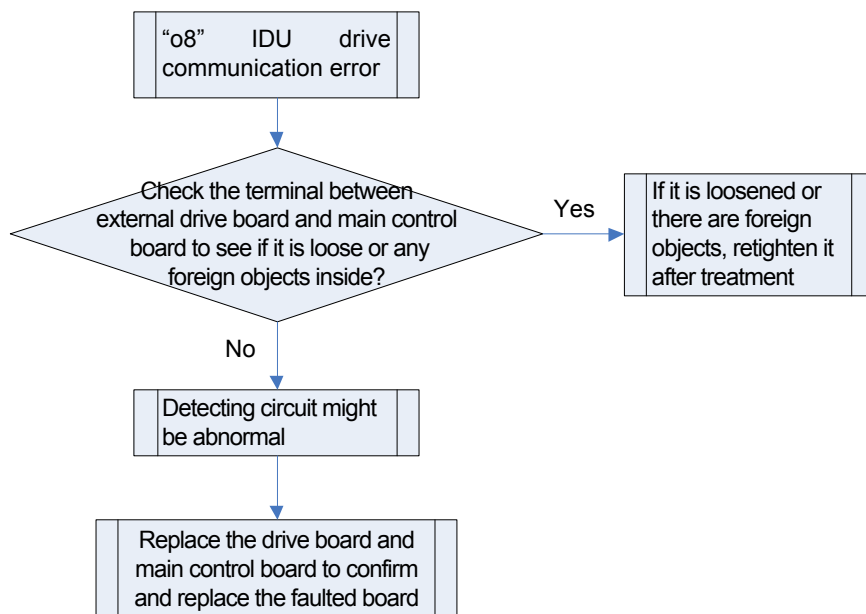 “o8” IDU drive
communication error
Check the terminal between
external drive board and main control
board to see if it is loose or any
foreign objects inside?
Yes
If it is loosened or
there are foreign
objects, retighten it
after treatment
No
Detecting circuit might
be abnormal
Replace the drive board and
main control board to confirm
and replace the faulted board